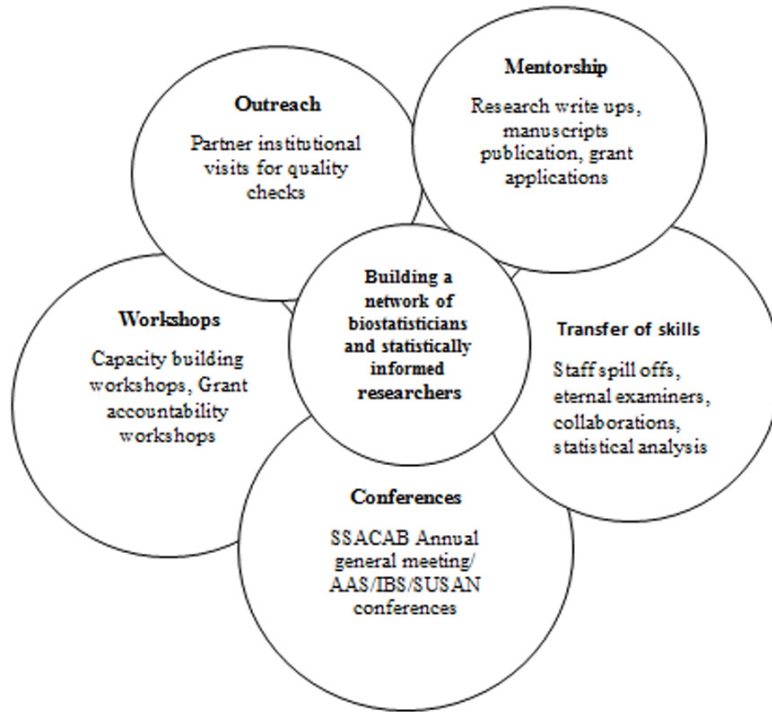 Mentorship
Research write ups,
manuscripts
publication, grant
applications
Outreach
Partner institutional
visits for quality
checks
Building a
network of
biostatisticians
and statistically
informed
researchers
Workshops
Capacity building
workshops, Grant
accountability
workshops
Transfer of skills
Staff spill offs,
eternal examiners,
collaborations,
statistical analysis
Conferences
SSACAB Annual
general meeting/
AAS/IBS/SUSAN
conferences